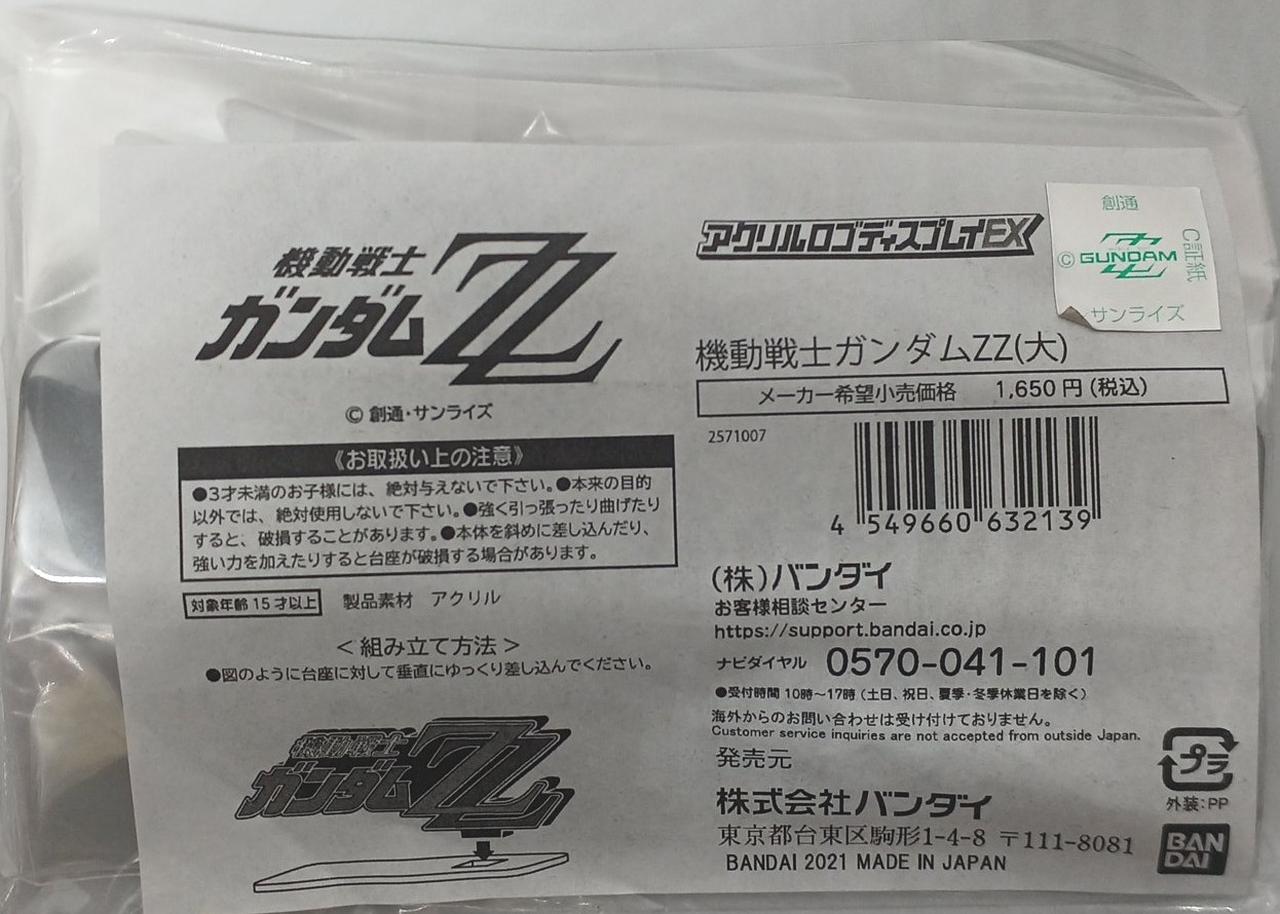 機動戦士
ガンダムZZ
© 創通・サンライズ
《お取扱い上の注意》
●3才未満のお子様には、絶対与えないで下さい。●本来の目的
以外では、絶対使用しないで下さい。●強く引っ張ったり曲げたり
すると、破損することがあります。●本体を斜めに差し込んだり、
強い力を加えたりすると台座が破損する場合があります。
対象年齢15才以上 製品素材 アクリル
＜組み立て方法＞
●図のように台座に対して垂直にゆっくり差し込んでください。
機動戦士
ガンダムZZ
アクリルロゴディスプレイEX
創通
© GUNDAM ZZ
C証紙
サンライズ
機動戦士ガンダムZZ(大)
メーカー希望小売価格 1,650円(税込)
2571007
4 549660 632139
(株)バンダイ
お客様相談センター
https://support.bandai.co.jp
ナビダイヤル 0570-041-101
●受付時間 10時～17時(土日、祝日、夏季・冬季休業日を除く)
海外からのお問い合わせは受け付けておりません。
Customer service inquiries are not accepted from outside Japan.
発売元
株式会社バンダイ
東京都台東区駒形1-4-8 〒111-8081
BANDAI 2021 MADE IN JAPAN
プラ
外装:PP
BAN
DAI